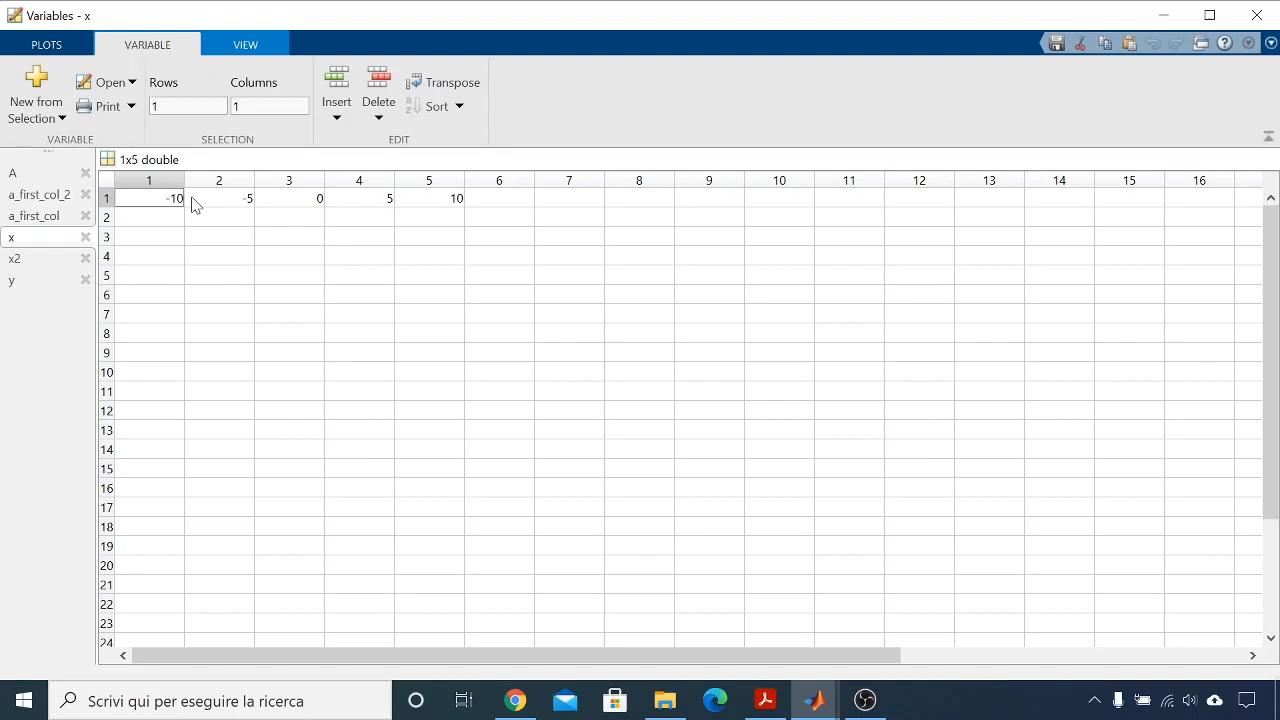 Variables - x
PLOTS VARIABLE VIEW
New from Selection Open Print Rows Columns 1 1 Insert Delete Transpose Sort
VARIABLE SELECTION EDIT
1x5 double
A
a_first_col_2
a_first_col
x
x2
y
1 2 3 4 5 6 7 8 9 10 11 12 13 14 15 16
1 -10 -5 0 5 10
2
3
4
5
6
7
8
9
10
11
12
13
14
15
16
17
18
19
20
21
22
23
24
Scrivi qui per eseguire la ricerca